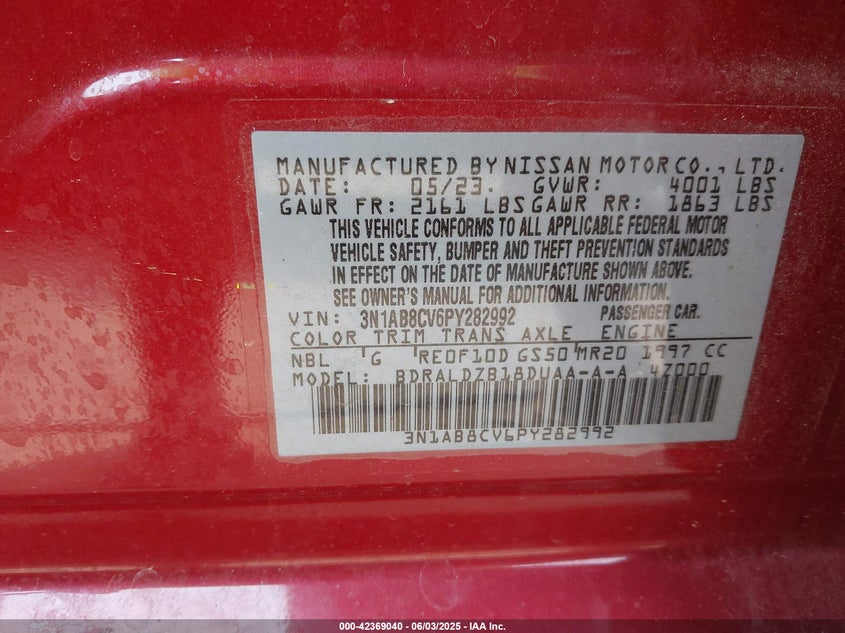 MANUFACTURED BY NISSAN MOTOR CO., LTD.
DATE: 05/23. GVWR: 4001 LBS
GAWR FR: 2161 LBS GAWR RR: 1863 LBS
THIS VEHICLE CONFORMS TO ALL APPLICABLE FEDERAL MOTOR
VEHICLE SAFETY, BUMPER AND THEFT PREVENTION STANDARDS
IN EFFECT ON THE DATE OF MANUFACTURE SHOWN ABOVE.
SEE OWNER'S MANUAL FOR ADDITIONAL INFORMATION.
VIN: 3N1AB8CV6PY282992 PASSENGER CAR.
COLOR TRIM TRANS AXLE ENGINE
NBL G RE0F10D GS50 MR20 1997 CC
MODEL: BDRALDZB18DUAA-A-A 4Z000
3N1AB8CV6PY282992
000-42369040 - 06/03/2025 - IAA Inc.